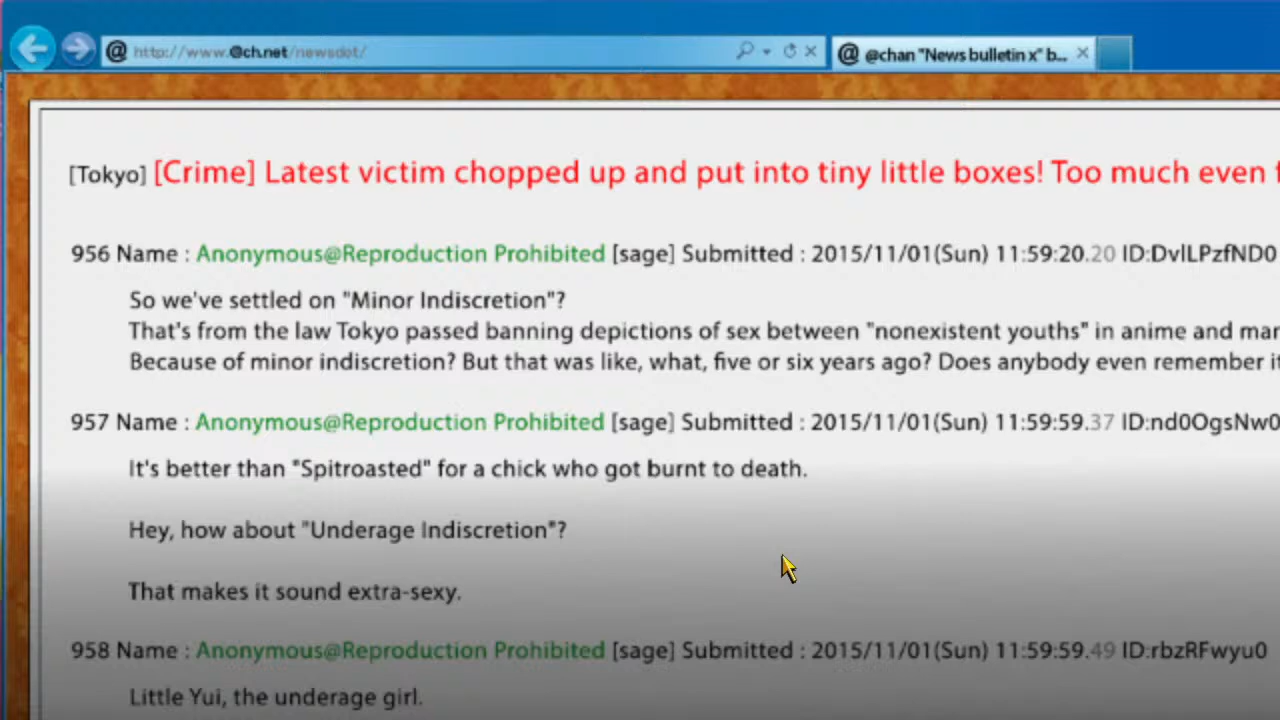 http://www.@ch.net/newsdot/
@chan "News bulletin x" b...
[Tokyo] [Crime] Latest victim chopped up and put into tiny little boxes! Too much even
956 Name : Anonymous@Reproduction Prohibited [sage] Submitted : 2015/11/01(Sun) 11:59:20.20 ID:DvlLPzfND0
So we've settled on "Minor Indiscretion"?
That's from the law Tokyo passed banning depictions of sex between "nonexistent youths" in anime and
Because of minor indiscretion? But that was like, what, five or six years ago? Does anybody even remember
957 Name : Anonymous@Reproduction Prohibited [sage] Submitted : 2015/11/01(Sun) 11:59:59.37 ID:nd0OgsNw0
It's better than "Spitroasted" for a chick who got burnt to death.
Hey, how about "Underage Indiscretion"?
That makes it sound extra-sexy.
958 Name : Anonymous@Reproduction Prohibited [sage] Submitted : 2015/11/01(Sun) 11:59:59.49 ID:rbzRFwyu0
Little Yui, the underage girl.